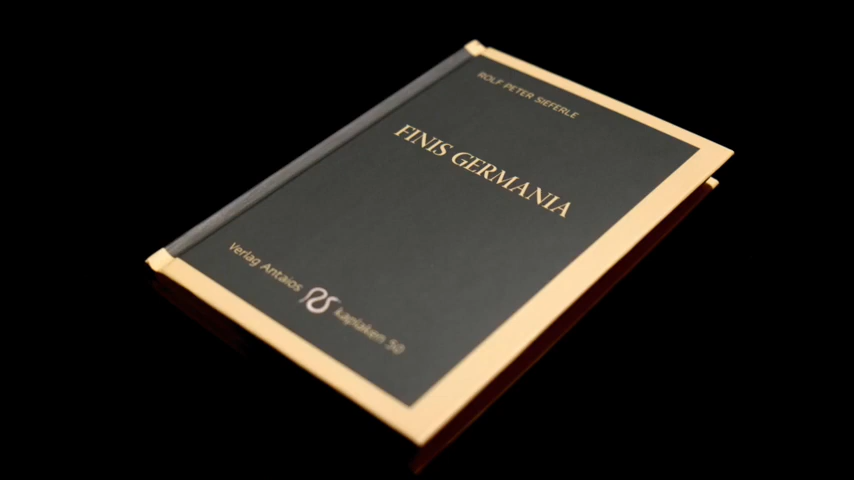 ROLF PETER SIEFERLE
FINIS GERMANIA
Verlag Antaios kaplaken 50